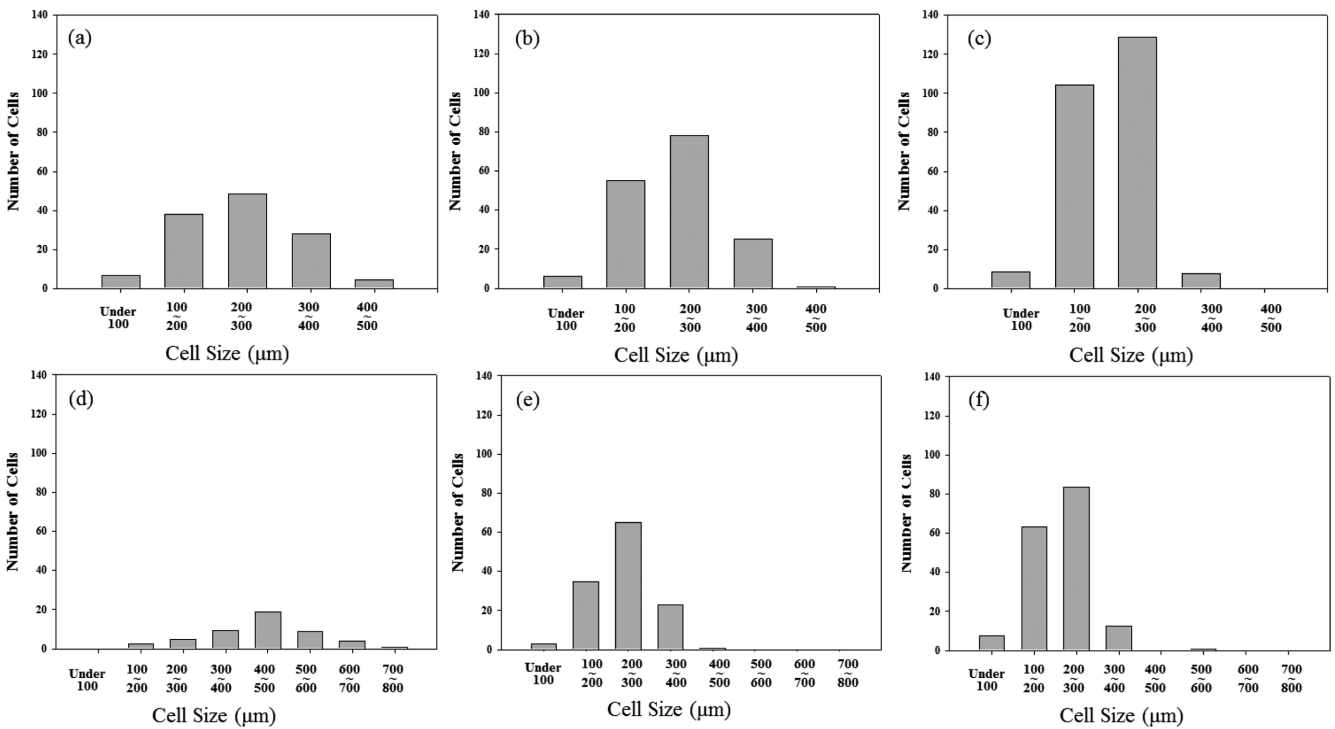 (a)
Number of Cells
140
120
100
80
60
40
20
0
Under 100
100 ~ 200
200 ~ 300
300 ~ 400
400 ~ 500
Cell Size (μm)
(b)
Number of Cells
140
120
100
80
60
40
20
0
Under 100
100 ~ 200
200 ~ 300
300 ~ 400
400 ~ 500
Cell Size (μm)
(c)
Number of Cells
140
120
100
80
60
40
20
0
Under 100
100 ~ 200
200 ~ 300
300 ~ 400
400 ~ 500
Cell Size (μm)
(d)
Number of Cells
140
120
100
80
60
40
20
0
Under 100
100 ~ 200
200 ~ 300
300 ~ 400
400 ~ 500
500 ~ 600
600 ~ 700
700 ~ 800
Cell Size (μm)
(e)
Number of Cells
140
120
100
80
60
40
20
0
Under 100
100 ~ 200
200 ~ 300
300 ~ 400
400 ~ 500
500 ~ 600
600 ~ 700
700 ~ 800
Cell Size (μm)
(f)
Number of Cells
140
120
100
80
60
40
20
0
Under 100
100 ~ 200
200 ~ 300
300 ~ 400
400 ~ 500
500 ~ 600
600 ~ 700
700 ~ 800
Cell Size (μm)